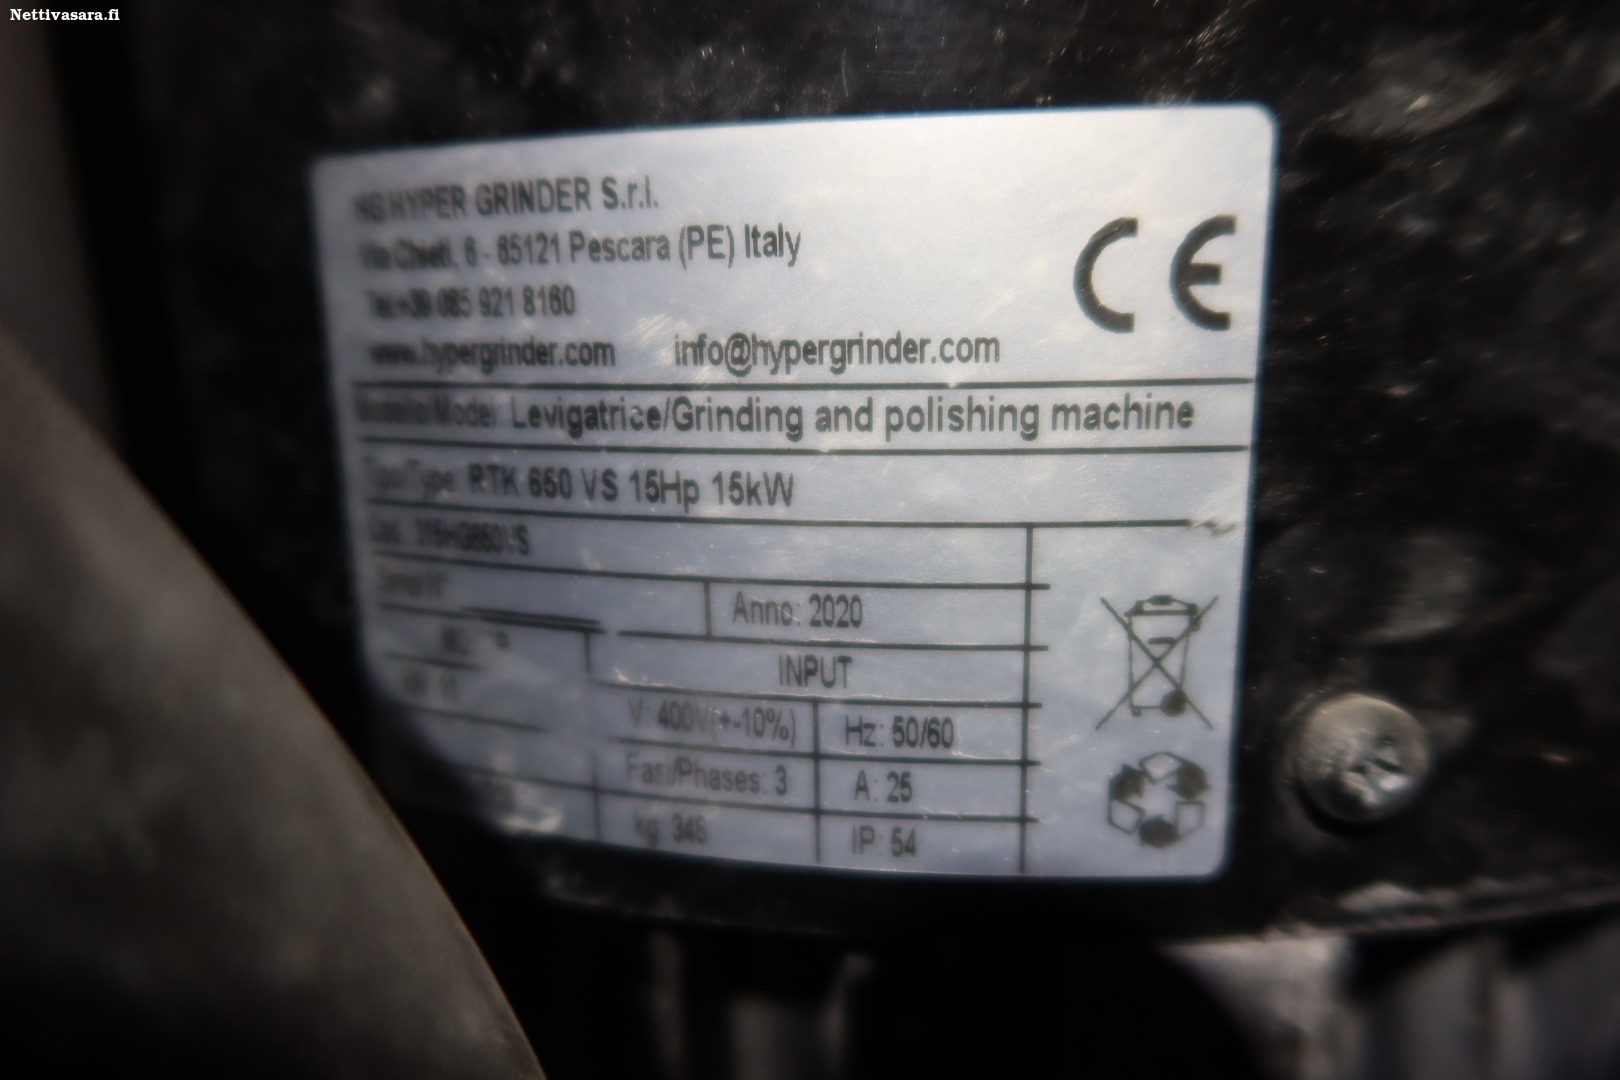 Nettivasara.fi
HG HYPER GRINDER S.r.l.
Via Chieti, 6 - 65121 Pescara (PE) Italy
Tel:+39 085 921 8160
www.hypergrinder.com info@hypergrinder.com
Modello/Model: Levigatrice/Grinding and polishing machine
Tipo/Type: RTK 650 VS 15Hp 15kW
Serial N°
Anno: 2020
INPUT
V: 400V(+-10%) Hz: 50/60
Fasi/Phases: 3 A: 25
kg: IP: 54
CE